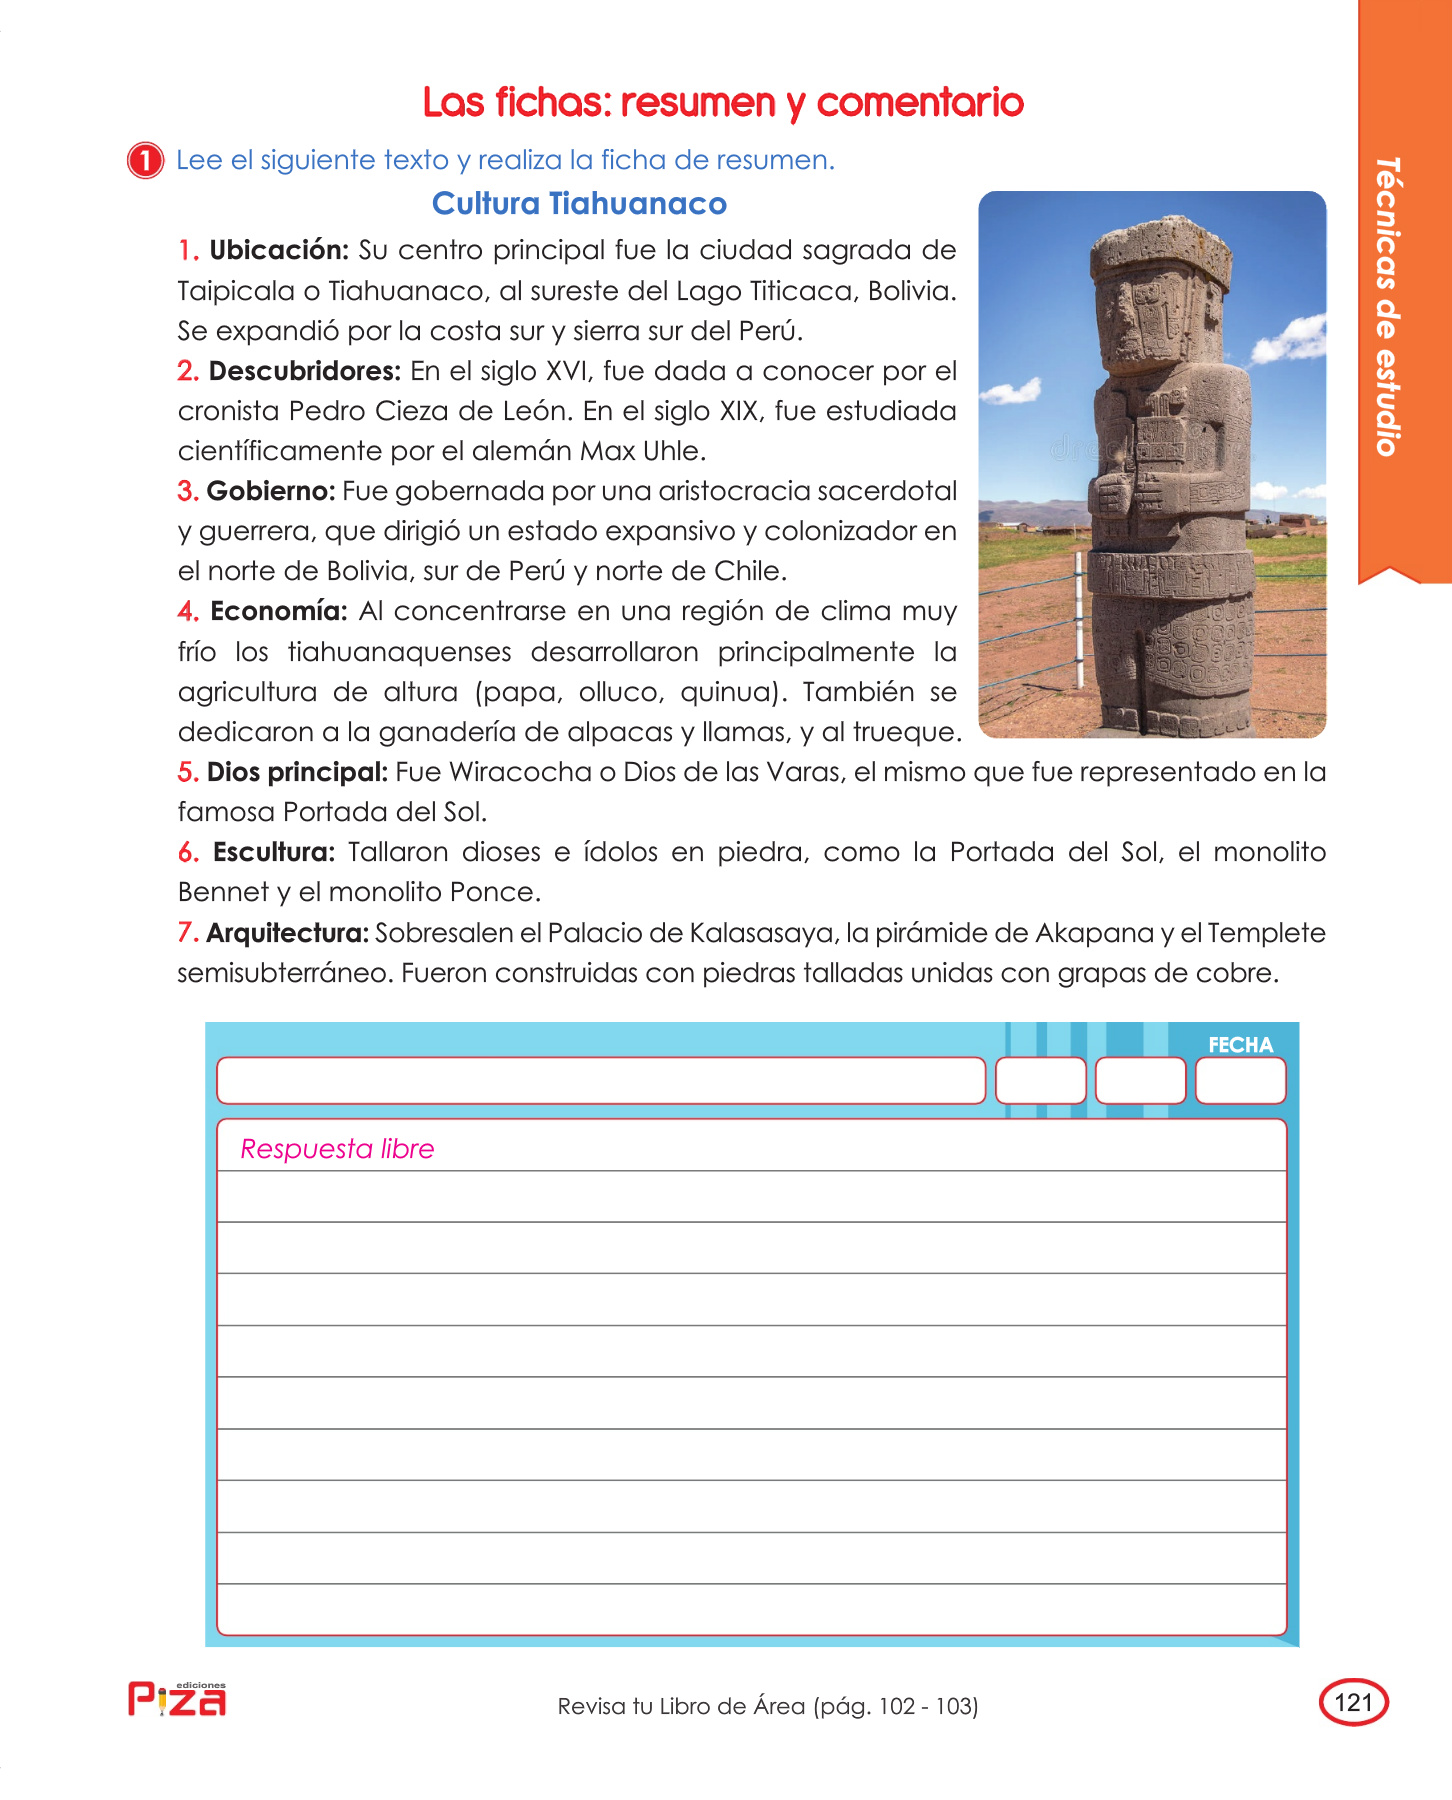 Las fichas: resumen y comentario
1 Lee el siguiente texto y realiza la ficha de resumen.
Cultura Tiahuanaco
1. Ubicación: Su centro principal fue la ciudad sagrada de
Taipicala o Tiahuanaco, al sureste del Lago Titicaca, Bolivia.
Se expandió por la costa sur y sierra sur del Perú.
2. Descubridores: En el siglo XVI, fue dada a conocer por el
cronista Pedro Cieza de León. En el siglo XIX, fue estudiada
científicamente por el alemán Max Uhle.
3. Gobierno: Fue gobernada por una aristocracia sacerdotal
y guerrera, que dirigió un estado expansivo y colonizador en
el norte de Bolivia, sur de Perú y norte de Chile.
4. Economía: Al concentrarse en una región de clima muy
frío los tiahuanaquenses desarrollaron principalmente la
agricultura de altura (papa, olluco, quinua). También se
dedicaron a la ganadería de alpacas y llamas, y al trueque.
5. Dios principal: Fue Wiracocha o Dios de las Varas, el mismo que fue representado en la
famosa Portada del Sol.
6. Escultura: Tallaron dioses e ídolos en piedra, como la Portada del Sol, el monolito
Bennet y el monolito Ponce.
7. Arquitectura: Sobresalen el Palacio de Kalasasaya, la pirámide de Akapana y el Templete
semisubterráneo. Fueron construidas con piedras talladas unidas con grapas de cobre.
Técnicas de estudio
FECHA
Respuesta libre
ediciones
Piza
Revisa tu Libro de Área (pág. 102 - 103)
121